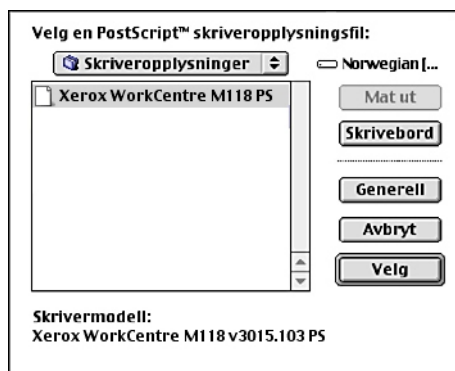 Velg en PostScript™ skriveropplysningsfil:
Skriveropplysninger
Norwegian [...
Xerox WorkCentre M118 PS
Mat ut
Skrivebord
Generell
Avbryt
Velg
Skrivermodell:
Xerox WorkCentre M118 v3015.103 PS